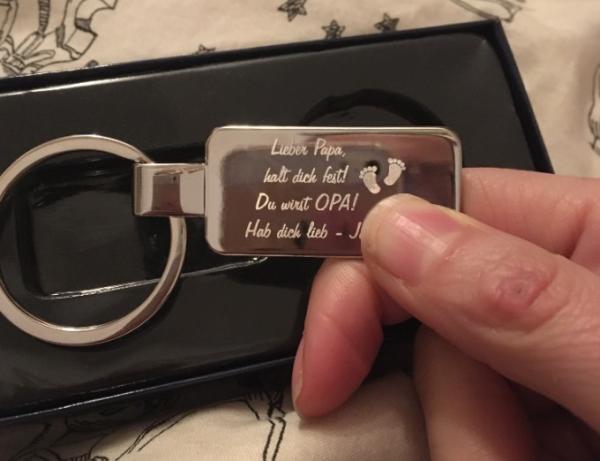 Lieber Papa,
halt dich fest!
Du wirst OPA!
Hab dich lieb -